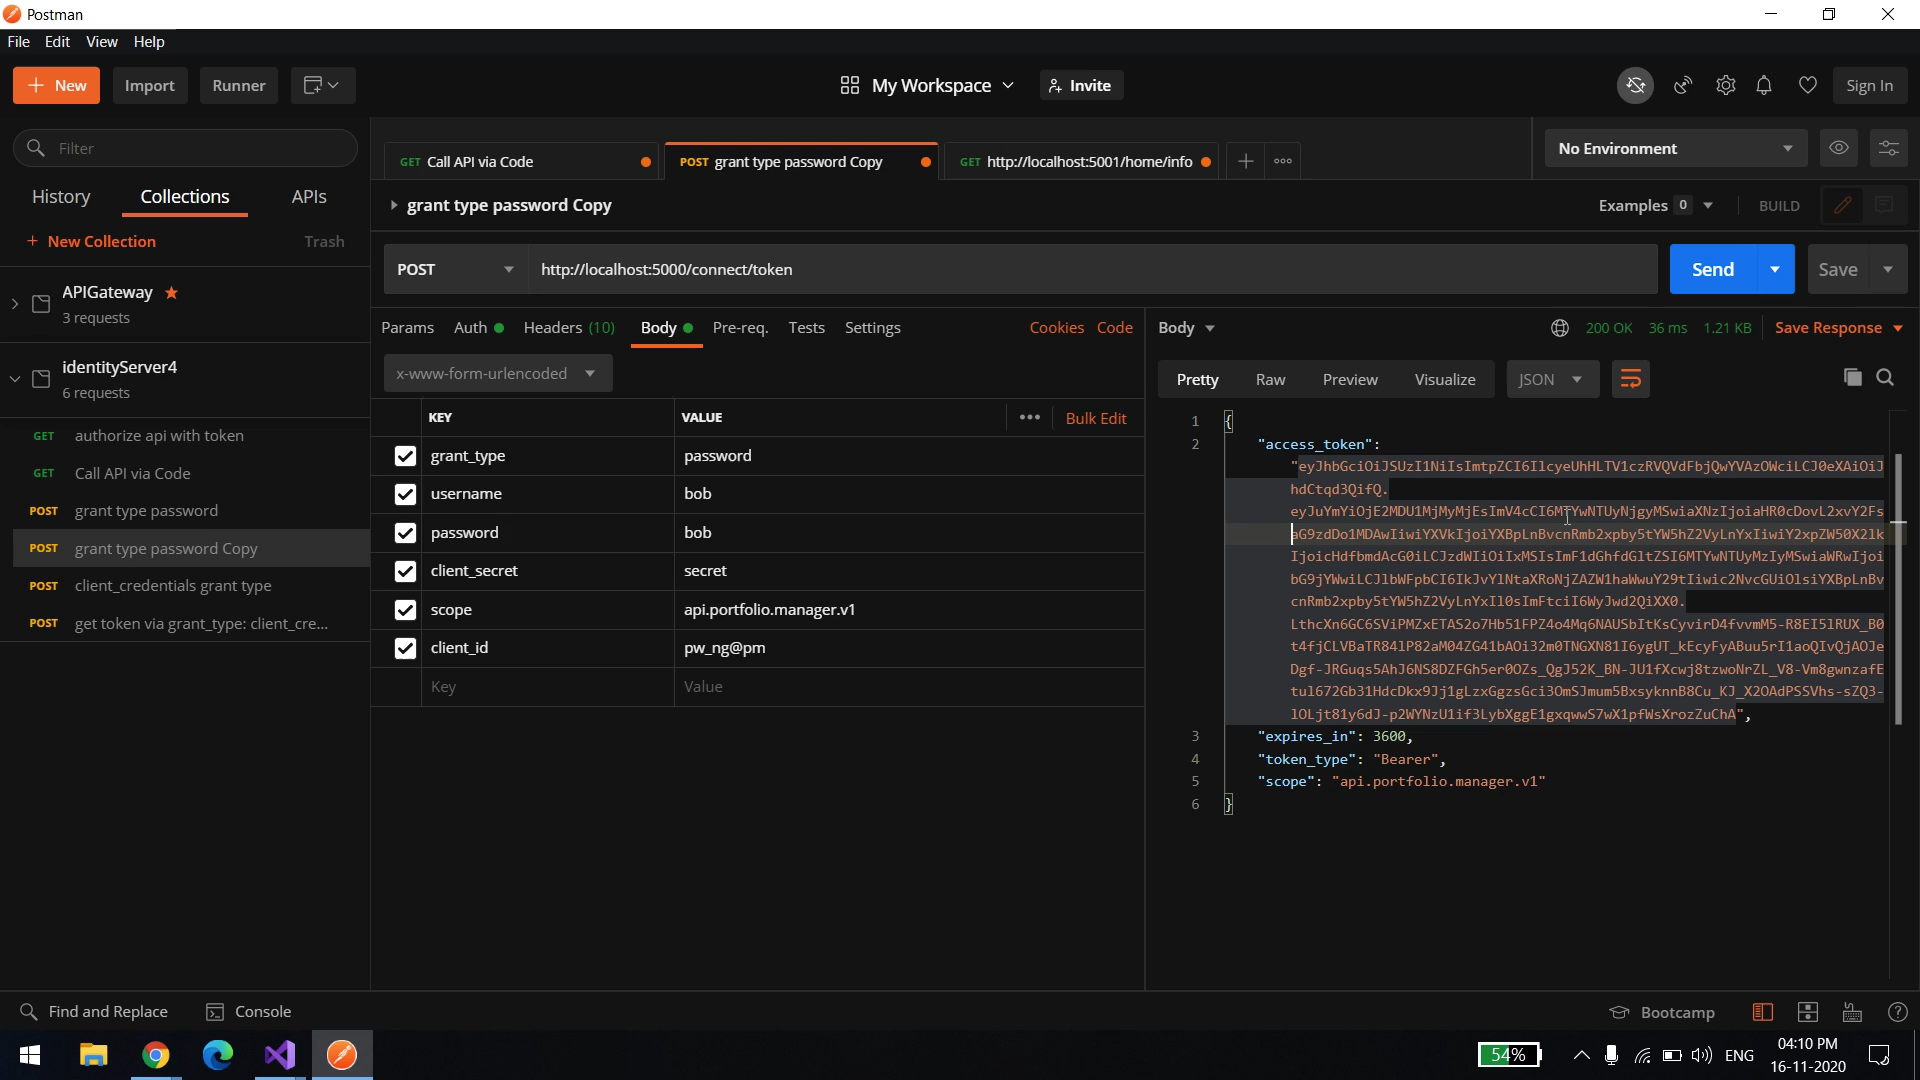 Postman
File Edit View Help
New Import Runner
My Workspace Invite
Sign In
Filter
History Collections APIs
+ New Collection Trash
APIGateway
3 requests
identityServer4
6 requests
GET authorize api with token
GET Call API via Code
POST grant type password
POST grant type password Copy
POST client_credentials grant type
POST get token via grant_type: client_cre...
GET Call API via Code
POST grant type password Copy
GET http://localhost:5001/home/info
No Environment
grant type password Copy
Examples 0 BUILD
POST http://localhost:5000/connect/token
Send Save
Params Auth Headers (10) Body Pre-req. Tests Settings Cookies Code
x-www-form-urlencoded
KEY VALUE Bulk Edit
grant_type password
username bob
password bob
client_secret secret
scope api.portfolio.manager.v1
client_id pw_ng@pm
Key Value
Body 200 OK 36 ms 1.21 KB Save Response
Pretty Raw Preview Visualize JSON
1 {
2 "access_token":
3 "expires_in": 3600,
4 "token_type": "Bearer",
5 "scope": "api.portfolio.manager.v1"
6 }
Find and Replace Console
Bootcamp
54% ENG
04:10 PM
16-11-2020